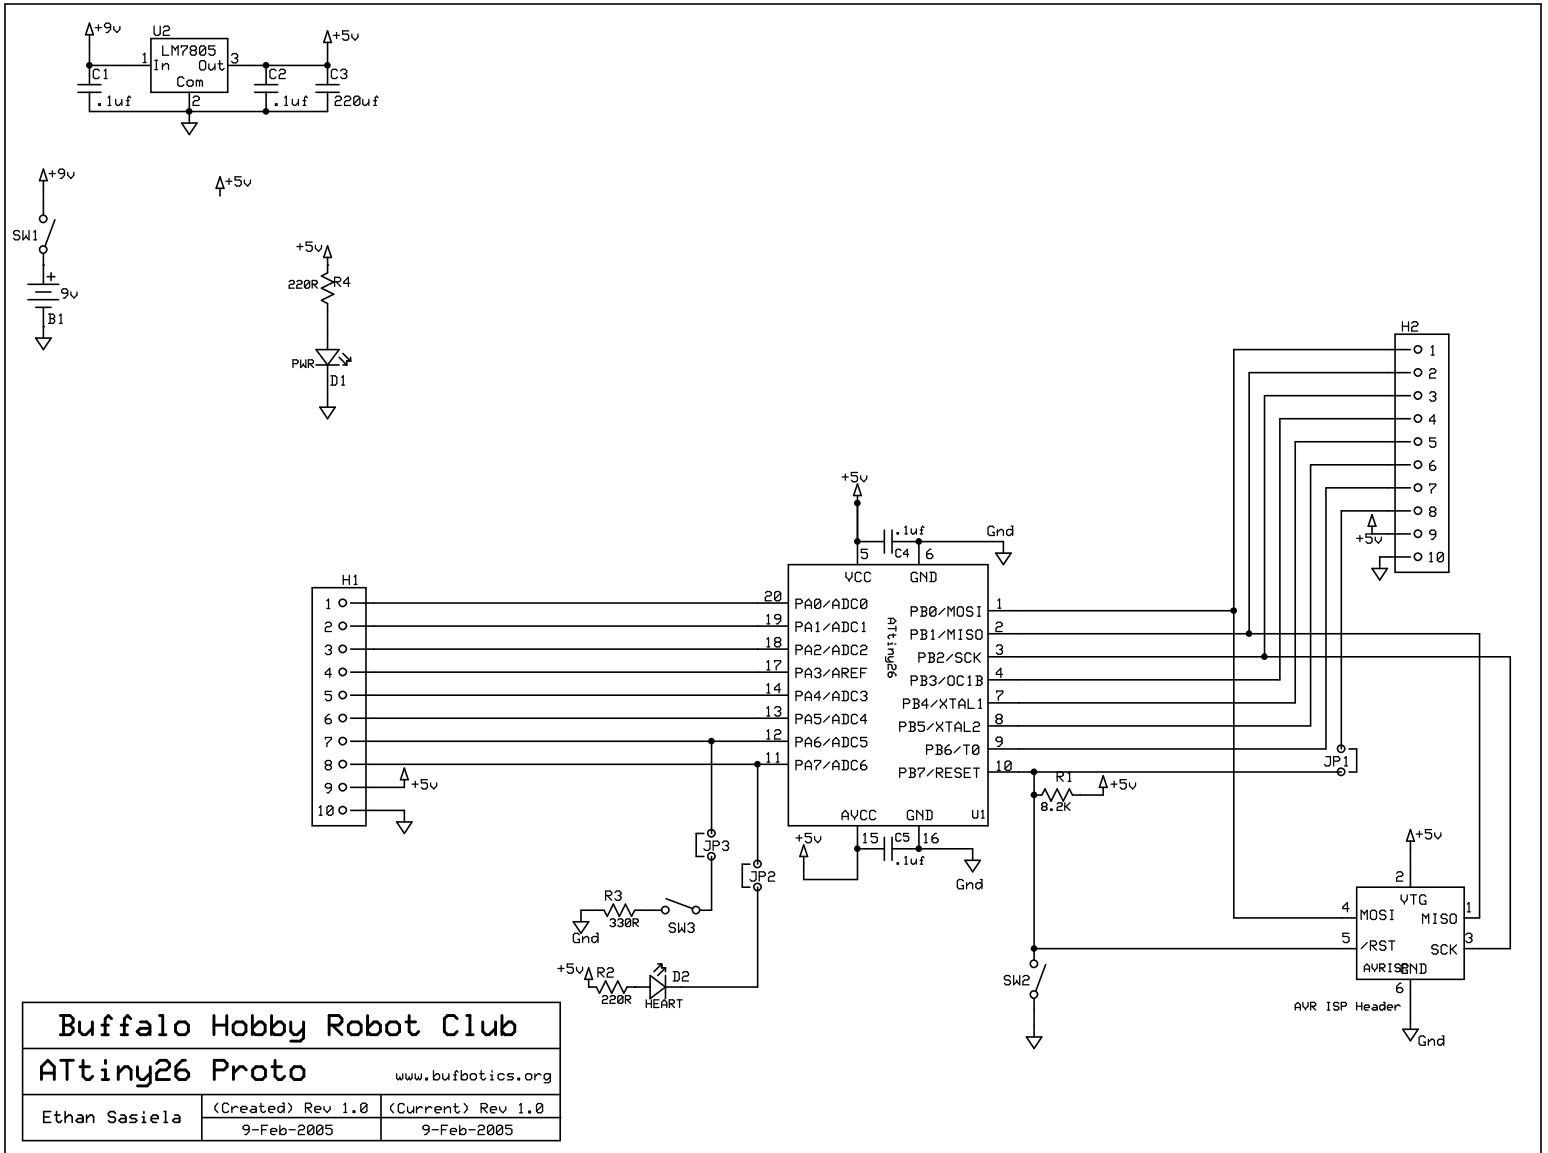 +9v
U2
LM7805
1 In Out 3
Com
2
C1
.1uf
C2
.1uf
+5v
C3
220uf
+9v
SW1
+
9v
B1
+5v
+5v
220R R4
PWR
D1
H2
1
2
3
4
5
6
7
8
9
10
+5v
+5v
.1uf
C4
Gnd
5 6
VCC GND
H1
1
2
3
4
5
6
7
8
9
10
+5v
20 PA0/ADC0
19 PA1/ADC1
18 PA2/ADC2
17 PA3/AREF
14 PA4/ADC3
13 PA5/ADC4
12 PA6/ADC5
11 PA7/ADC6
ATtiny26
PB0/MOSI 1
PB1/MISO 2
PB2/SCK 3
PB3/OC1B 4
PB4/XTAL1 7
PB5/XTAL2 8
PB6/T0 9
PB7/RESET 10
AVCC GND U1
15 16
+5v
C5
.1uf
Gnd
JP1
R1
8.2K
+5v
JP3
JP2
R3
330R
SW3
Gnd
+5v
R2
220R
D2
HEART
SW2
+5v
2
VTG
4 MOSI
MISO 1
5 /RST
SCK 3
AVRISP
GND
6
AVR ISP Header
Gnd
Buffalo Hobby Robot Club
ATtiny26 Proto
www.bufbotics.org
Ethan Sasiela
(Created) Rev 1.0
9-Feb-2005
(Current) Rev 1.0
9-Feb-2005